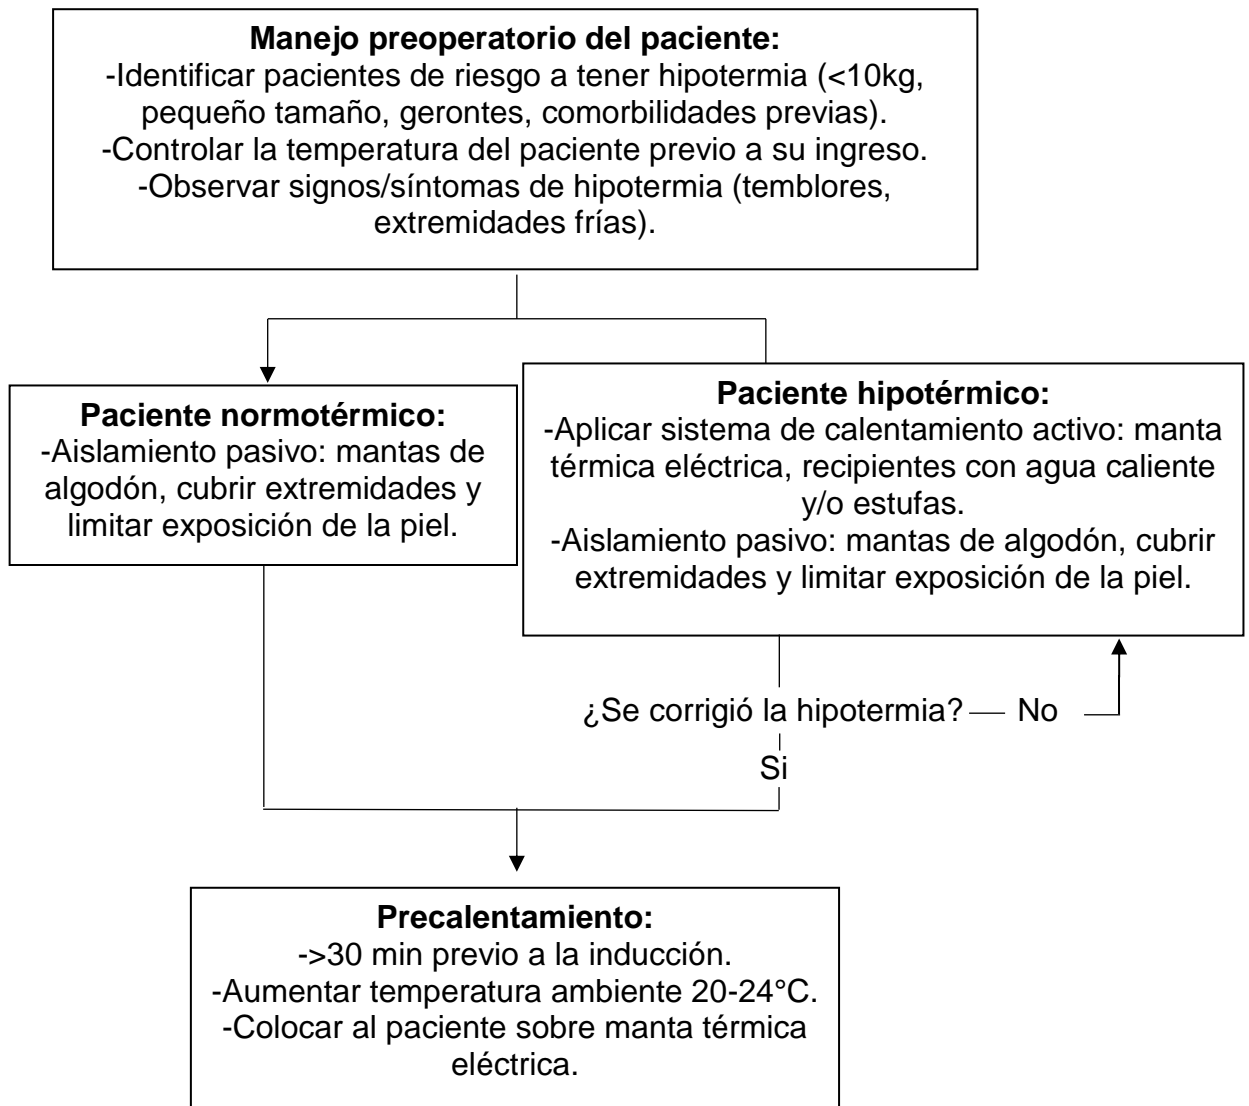 Manejo preoperatorio del paciente:
-Identificar pacientes de riesgo a tener hipotermia (<10kg,
pequeño tamaño, gerontes, comorbilidades previas).
-Controlar la temperatura del paciente previo a su ingreso.
-Observar signos/síntomas de hipotermia (temblores,
extremidades frías).
Paciente normotérmico:
-Aislamiento pasivo: mantas de
algodón, cubrir extremidades y
limitar exposición de la piel.
Paciente hipotérmico:
-Aplicar sistema de calentamiento activo: manta
térmica eléctrica, recipientes con agua caliente
y/o estufas.
-Aislamiento pasivo: mantas de algodón, cubrir
extremidades y limitar exposición de la piel.
¿Se corrigió la hipotermia? No
Si
Precalentamiento:
->30 min previo a la inducción.
-Aumentar temperatura ambiente 20-24°C.
-Colocar al paciente sobre manta térmica
eléctrica.